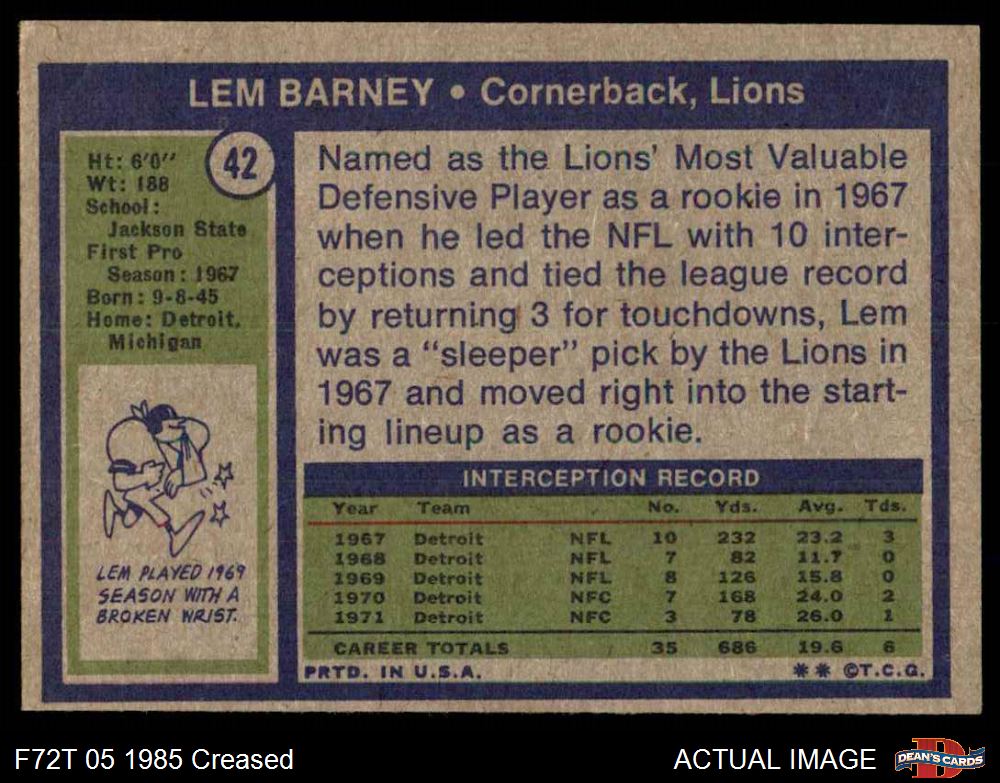 LEM BARNEY • Cornerback, Lions
42
Ht: 6'0''
Wt: 188
School:
Jackson State
First Pro
Season: 1967
Born: 9-8-45
Home: Detroit,
Michigan
LEM PLAYED 1969
SEASON WITH A
BROKEN WRIST.
Named as the Lions' Most Valuable
Defensive Player as a rookie in 1967
when he led the NFL with 10 inter-
ceptions and tied the league record
by returning 3 for touchdowns, Lem
was a “sleeper” pick by the Lions in
1967 and moved right into the start-
ing lineup as a rookie.
INTERCEPTION RECORD
Year Team No. Yds. Avg. Tds.
1967 Detroit NFL 10 232 23.2 3
1968 Detroit NFL 7 82 11.7 0
1969 Detroit NFL 8 126 15.8 0
1970 Detroit NFC 7 168 24.0 2
1971 Detroit NFC 3 78 26.0 1
CAREER TOTALS 35 686 19.6 6
PRTD. IN U.S.A. ** ©T.C.G.
F72T 05 1985 Creased
ACTUAL IMAGE
D
DEAN'S CARDS